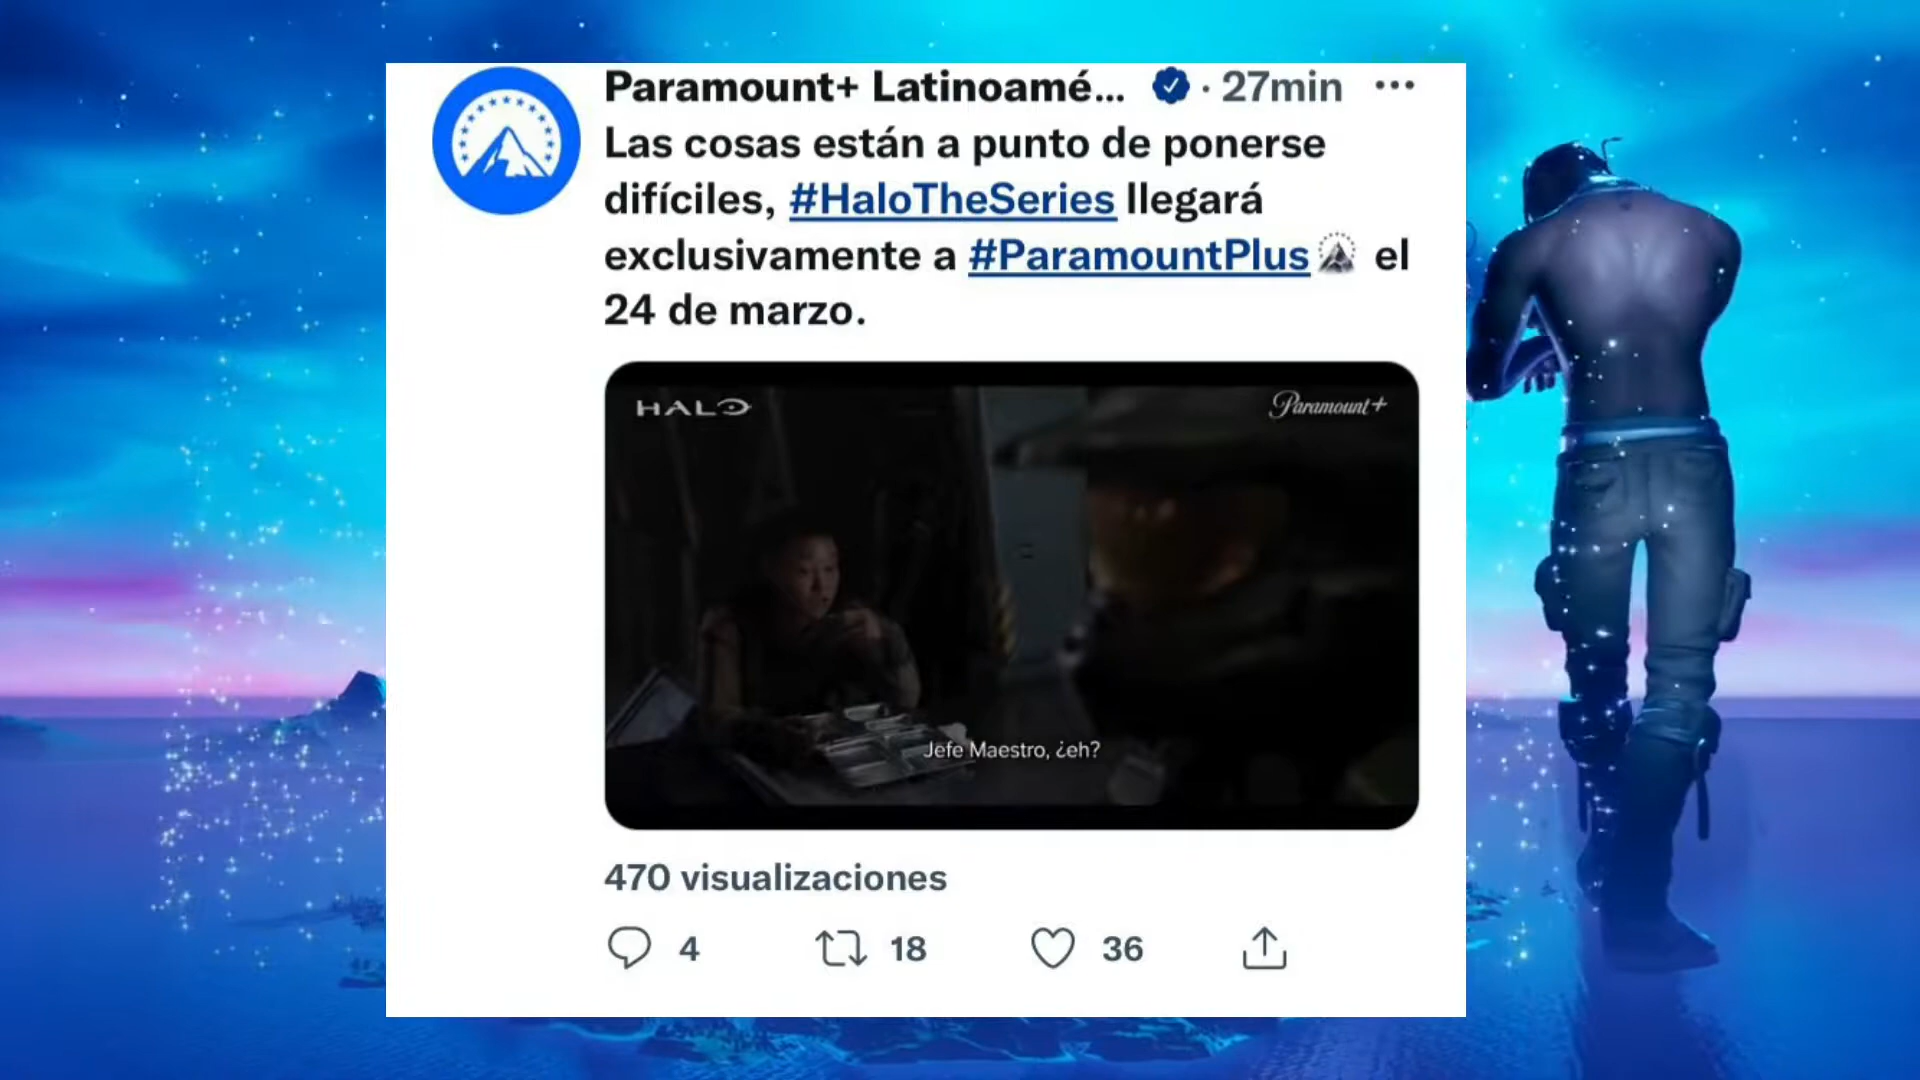 Paramount+ Latinoamé... · 27min ···
Las cosas están a punto de ponerse
difíciles, #HaloTheSeries llegará
exclusivamente a #ParamountPlus el
24 de marzo.
HALO
Paramount+
Jefe Maestro, ¿eh?
470 visualizaciones
4 18 36